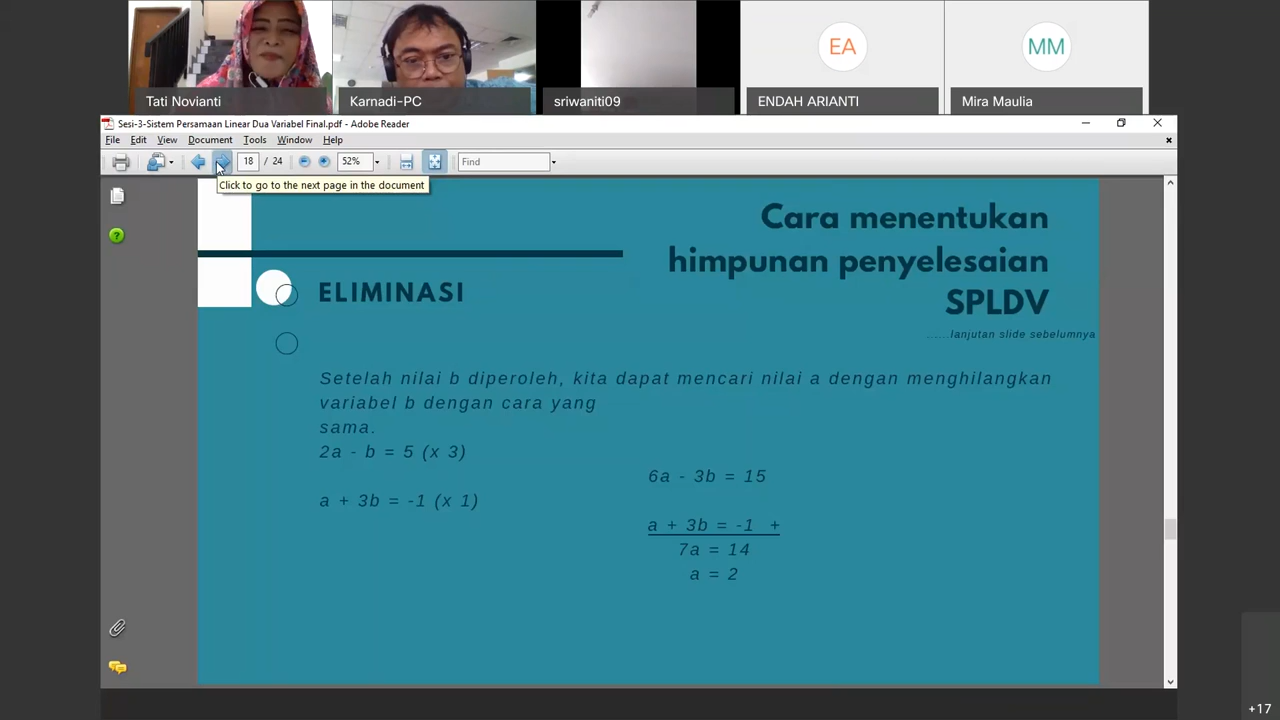 Tati Novianti
Karnadi-PC
sriwaniti09
EA
ENDAH ARIANTI
MM
Mira Maulia
Sesi-3-Sistem Persamaan Linear Dua Variabel Final.pdf - Adobe Reader
File Edit View Document Tools Window Help
18 / 24 52% Find
Click to go to the next page in the document
Cara menentukan
himpunan penyelesaian
SPLDV
......lanjutan slide sebelumnya
ELIMINASI
Setelah nilai b diperoleh, kita dapat mencari nilai a dengan menghilangkan
variabel b dengan cara yang
sama.
2a - b = 5 (x 3)
a + 3b = -1 (x 1)
6a - 3b = 15
a + 3b = -1 +
7a = 14
a = 2
+17